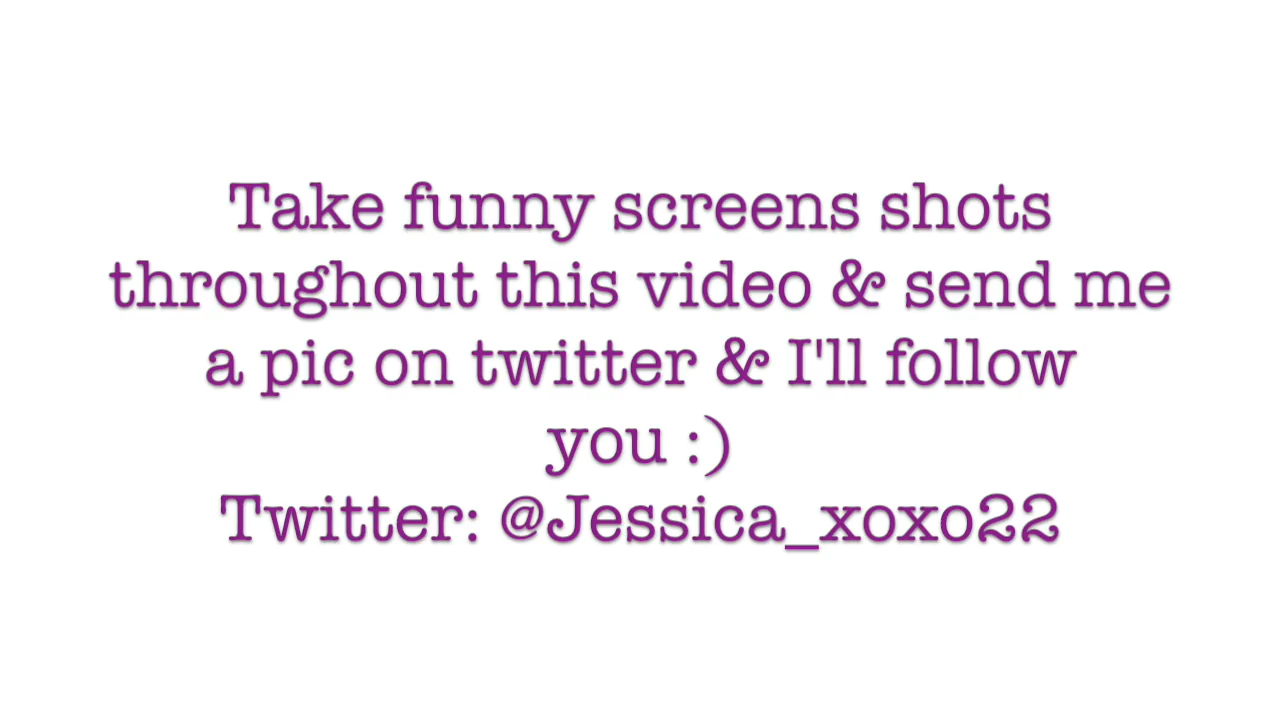 Take funny screens shots
throughout this video & send me
a pic on twitter & I'll follow
you :)
Twitter: @Jessica_xoxo22